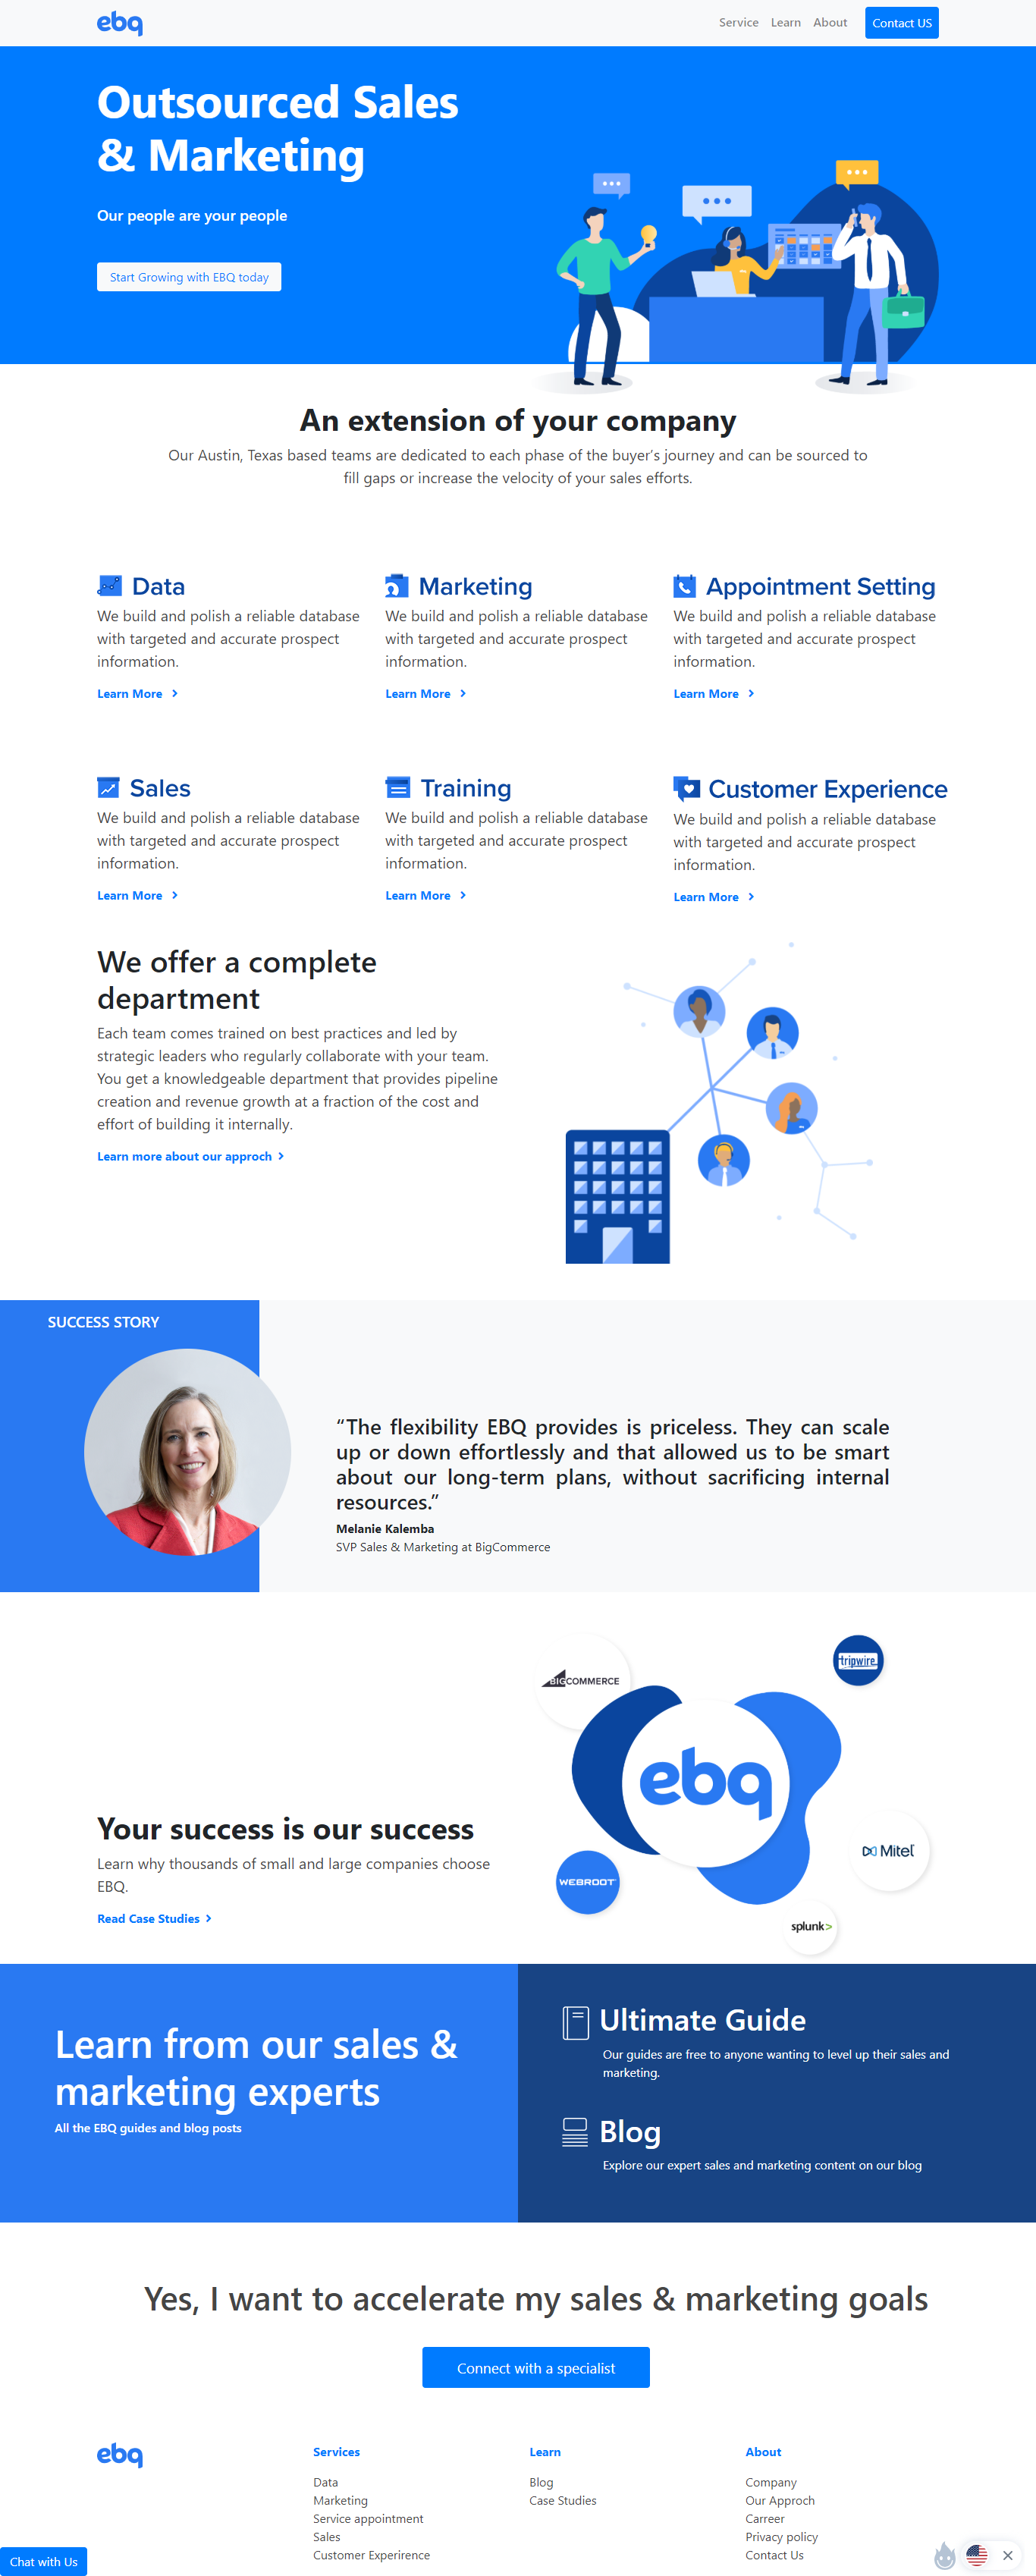 ebq
Service Learn About Contact US
Outsourced Sales
& Marketing
Our people are your people
Start Growing with EBQ today
An extension of your company
Our Austin, Texas based teams are dedicated to each phase of the buyer’s journey and can be sourced to
fill gaps or increase the velocity of your sales efforts.
Data
We build and polish a reliable database
with targeted and accurate prospect
information.
Learn More
Marketing
We build and polish a reliable database
with targeted and accurate prospect
information.
Learn More
Appointment Setting
We build and polish a reliable database
with targeted and accurate prospect
information.
Learn More
Sales
We build and polish a reliable database
with targeted and accurate prospect
information.
Learn More
Training
We build and polish a reliable database
with targeted and accurate prospect
information.
Learn More
Customer Experience
We build and polish a reliable database
with targeted and accurate prospect
information.
Learn More
We offer a complete
department
Each team comes trained on best practices and led by
strategic leaders who regularly collaborate with your team.
You get a knowledgeable department that provides pipeline
creation and revenue growth at a fraction of the cost and
effort of building it internally.
Learn more about our approch
SUCCESS STORY
“The flexibility EBQ provides is priceless. They can scale
up or down effortlessly and that allowed us to be smart
about our long-term plans, without sacrificing internal
resources.”
Melanie Kalemba
SVP Sales & Marketing at BigCommerce
Your success is our success
Learn why thousands of small and large companies choose
EBQ.
Read Case Studies
BIGCOMMERCE
tripwire
ebq
Mitel
WEBROOT
splunk>
Learn from our sales &
marketing experts
All the EBQ guides and blog posts
Ultimate Guide
Our guides are free to anyone wanting to level up their sales and
marketing.
Blog
Explore our expert sales and marketing content on our blog
Yes, I want to accelerate my sales & marketing goals
Connect with a specialist
ebq
Services
Data
Marketing
Service appointment
Sales
Customer Expirerence
Learn
Blog
Case Studies
About
Company
Our Approch
Carreer
Privacy policy
Contact Us
Chat with Us